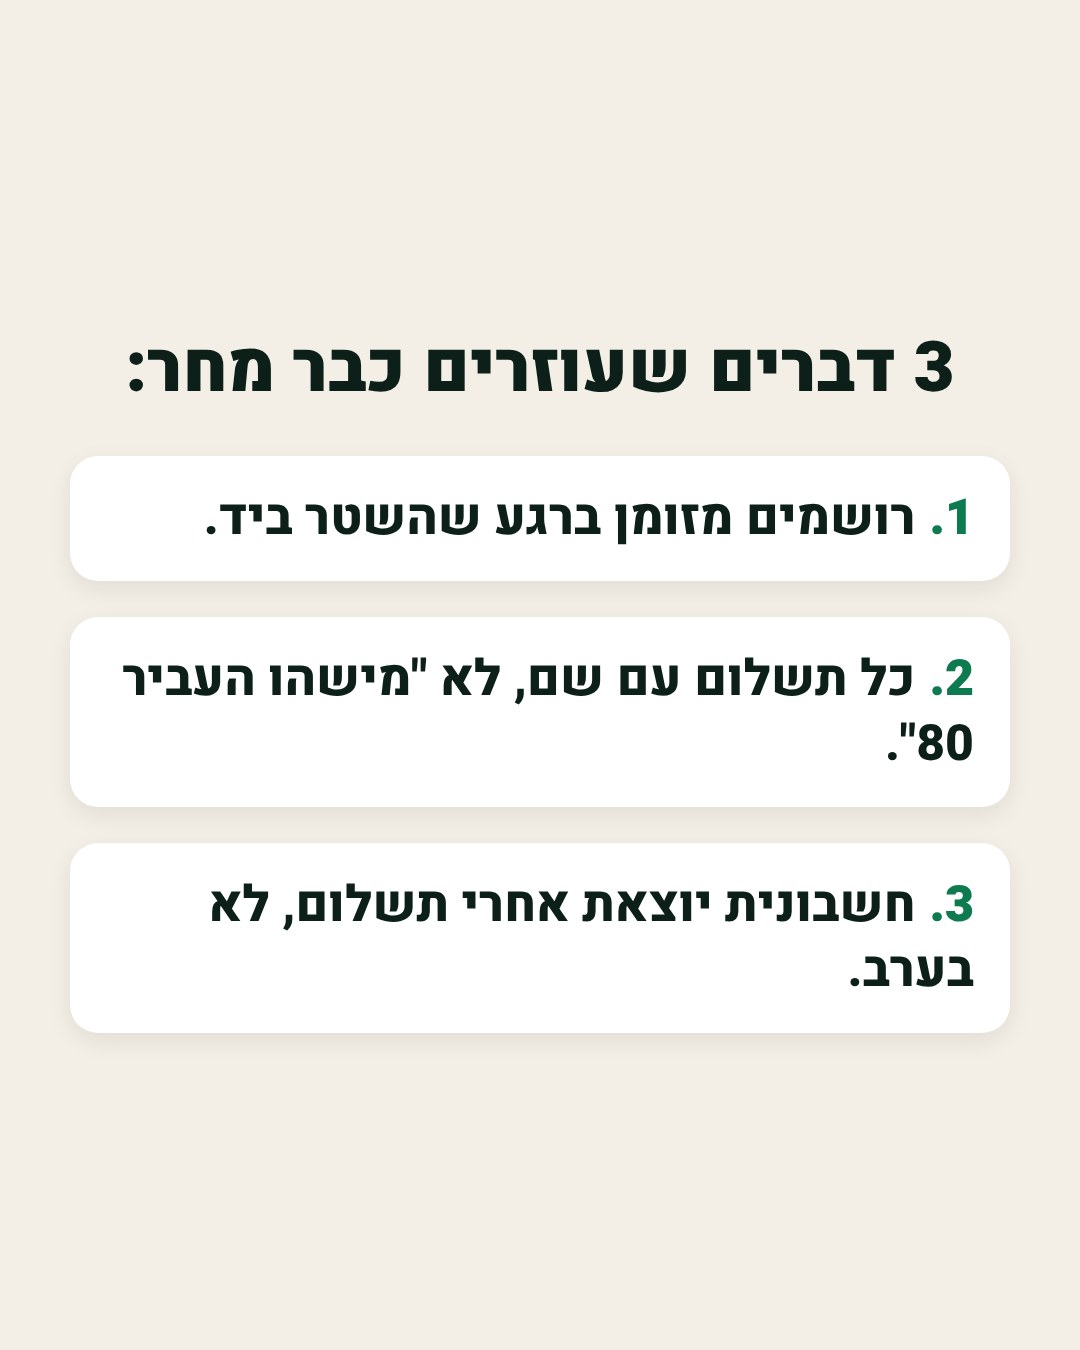 3 דברים שעוזרים כבר מחר:
1. רושמים מזומן ברגע שהשטר ביד.
2. כל תשלום עם שם, לא "מישהו העביר
80".
3. חשבונית יוצאת אחרי תשלום, לא
בערב.